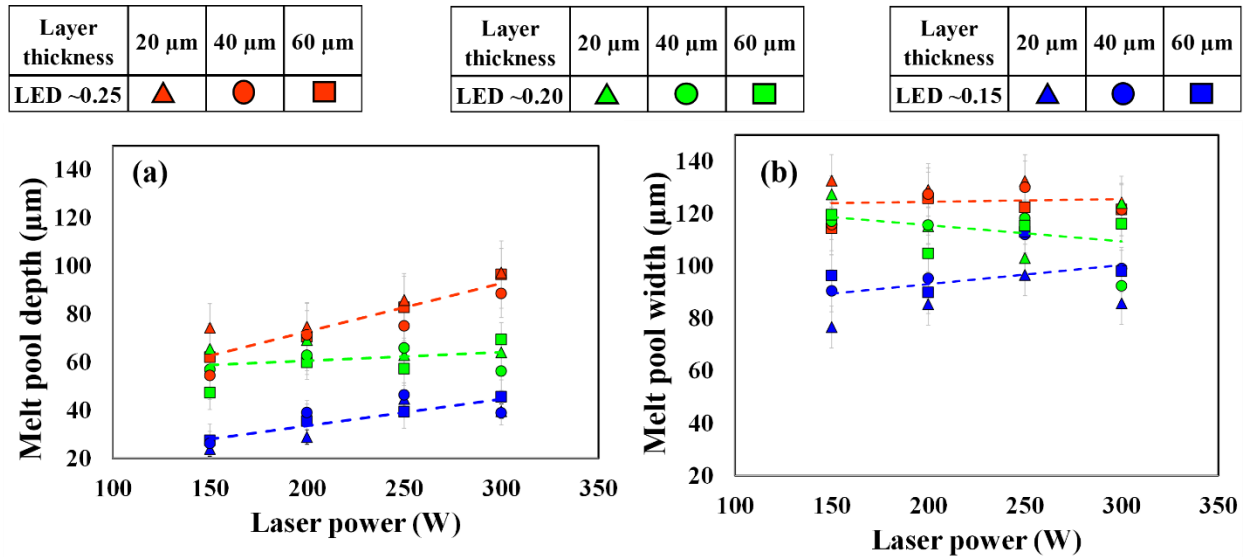 Layer thickness 20 µm 40 µm 60 µm
LED ~0.25
Layer thickness 20 µm 40 µm 60 µm
LED ~0.20
Layer thickness 20 µm 40 µm 60 µm
LED ~0.15
(a)
Melt pool depth (µm)
140
120
100
80
60
40
20
100 150 200 250 300 350
Laser power (W)
(b)
Melt pool width (µm)
140
120
100
80
60
40
20
100 150 200 250 300 350
Laser power (W)